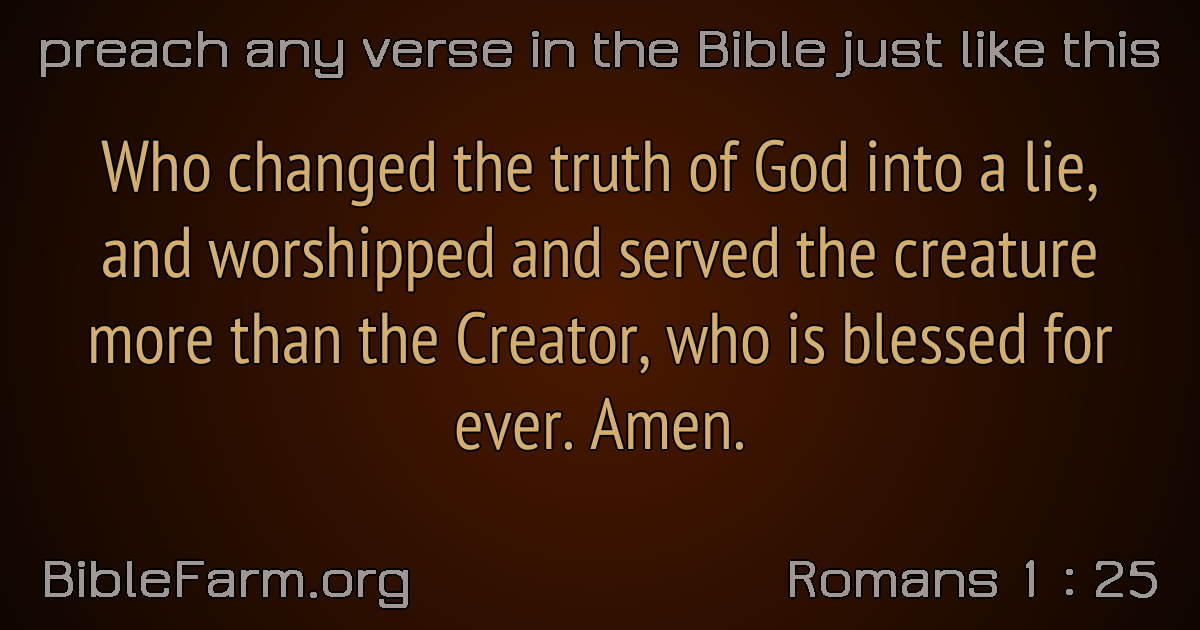 preach any verse in the Bible just like this
Who changed the truth of God into a lie,
and worshipped and served the creature
more than the Creator, who is blessed for
ever. Amen.
BibleFarm.org
Romans 1 : 25